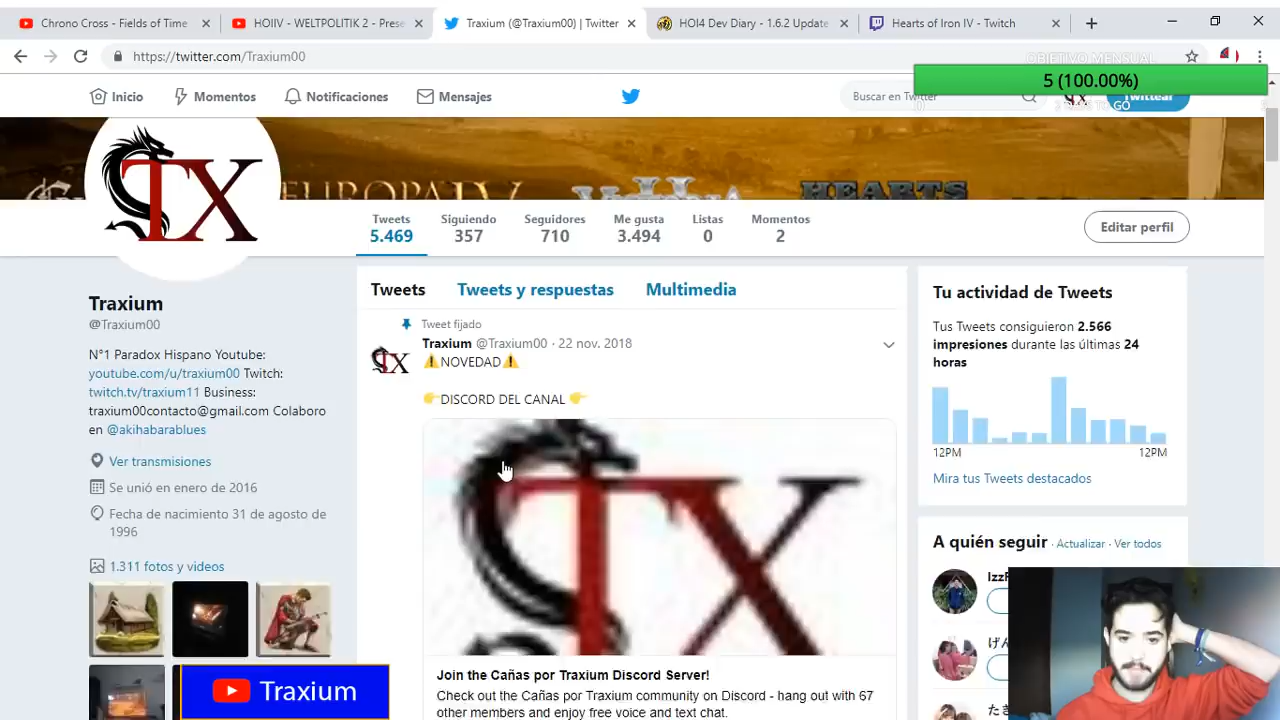 Chrono Cross - Fields of Time
HOIIV - WELTPOLITIK 2 - Prese
Traxium (@Traxium00) | Twitter
HOI4 Dev Diary - 1.6.2 Update
Hearts of Iron IV - Twitch
https://twitter.com/Traxium00
OBJETIVO MENSUAL
5 (100.00%)
Inicio
Momentos
Notificaciones
Mensajes
Buscar en Twitter
Twittear
TX
EUROPA IV
HEARTS
Tweets
5.469
Siguiendo
357
Seguidores
710
Me gusta
3.494
Listas
0
Momentos
2
Editar perfil
Traxium
@Traxium00
N°1 Paradox Hispano Youtube:
youtube.com/u/traxium00 Twitch:
twitch.tv/traxium11 Business:
traxium00contacto@gmail.com Colaboro
en @akihabarablues
Ver transmisiones
Se unió en enero de 2016
Fecha de nacimiento 31 de agosto de
1996
1.311 fotos y videos
Traxium
Tweets
Tweets y respuestas
Multimedia
Tweet fijado
Traxium @Traxium00 · 22 nov. 2018
⚠NOVEDAD⚠
👉DISCORD DEL CANAL 👉
TX
Join the Cañas por Traxium Discord Server!
Check out the Cañas por Traxium community on Discord - hang out with 67
other members and enjoy free voice and text chat.
Tu actividad de Tweets
Tus Tweets consiguieron 2.566
impresiones durante las últimas 24
horas
12PM
12PM
Mira tus Tweets destacados
A quién seguir · Actualizar · Ver todos